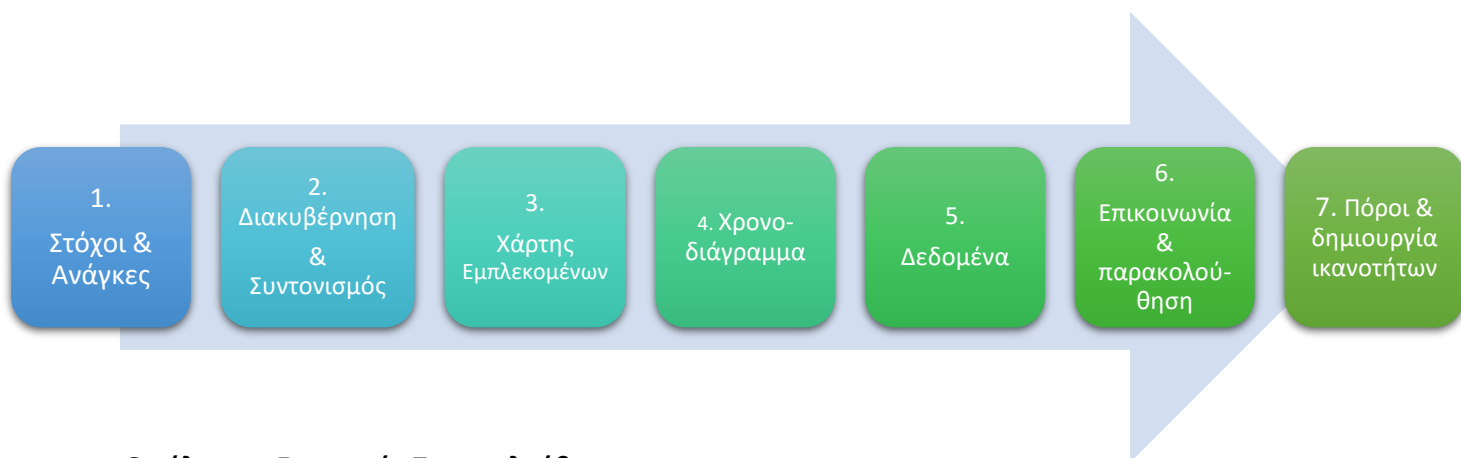 1.
Στόχοι &
Ανάγκες
2.
Διακυβέρνηση
&
Συντονισμός
3.
Χάρτης
Εμπλεκομένων
4. Χρονο-
διάγραμμα
5.
Δεδομένα
6.
Επικοινωνία
&
παρακολού-
θηση
7. Πόροι &
δημιουργία
ικανοτήτων